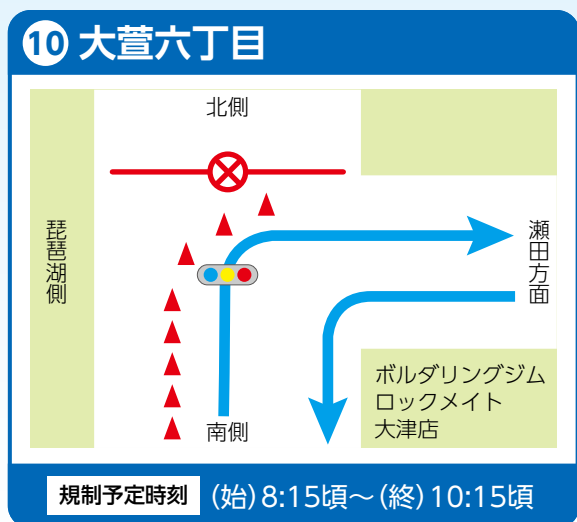 10 大萱六丁目
北側
琵琶湖側
瀬田方面
ボルダリングジム
ロックメイト
大津店
南側
規制予定時刻 (始)8:15頃～(終)10:15頃